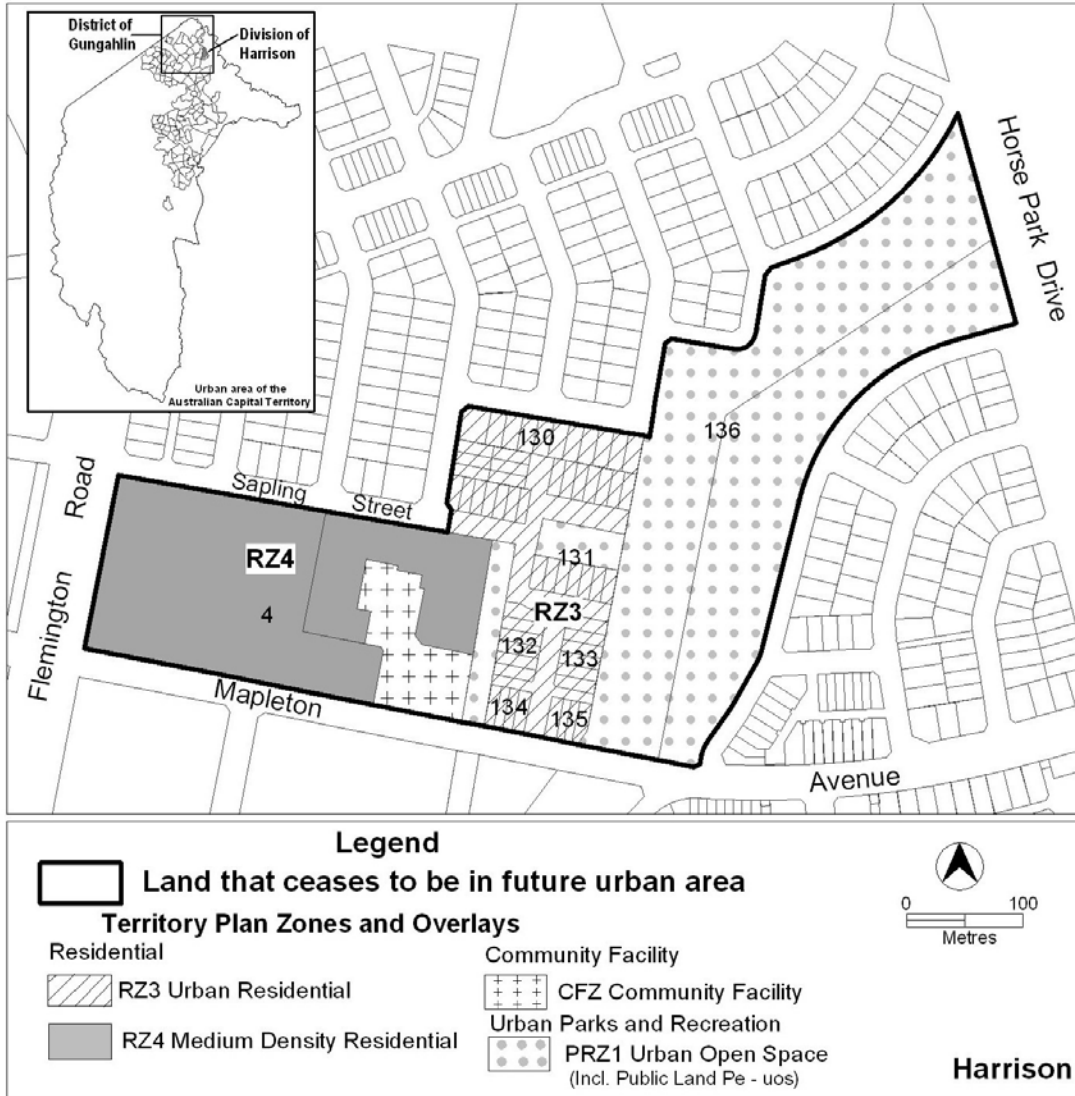 District of
Gungahlin
Division of
Harrison
Urban area of the
Australian Capital Territory
Horse Park Drive
130
136
Sapling
Street
Road
Flemington
RZ4
4
131
RZ3
132
133
134
135
Mapleton
Avenue
Legend
Land that ceases to be in future urban area
Territory Plan Zones and Overlays
Residential
RZ3 Urban Residential
RZ4 Medium Density Residential
Community Facility
CFZ Community Facility
Urban Parks and Recreation
PRZ1 Urban Open Space
(Incl. Public Land Pe - uos)
0 100
Metres
Harrison